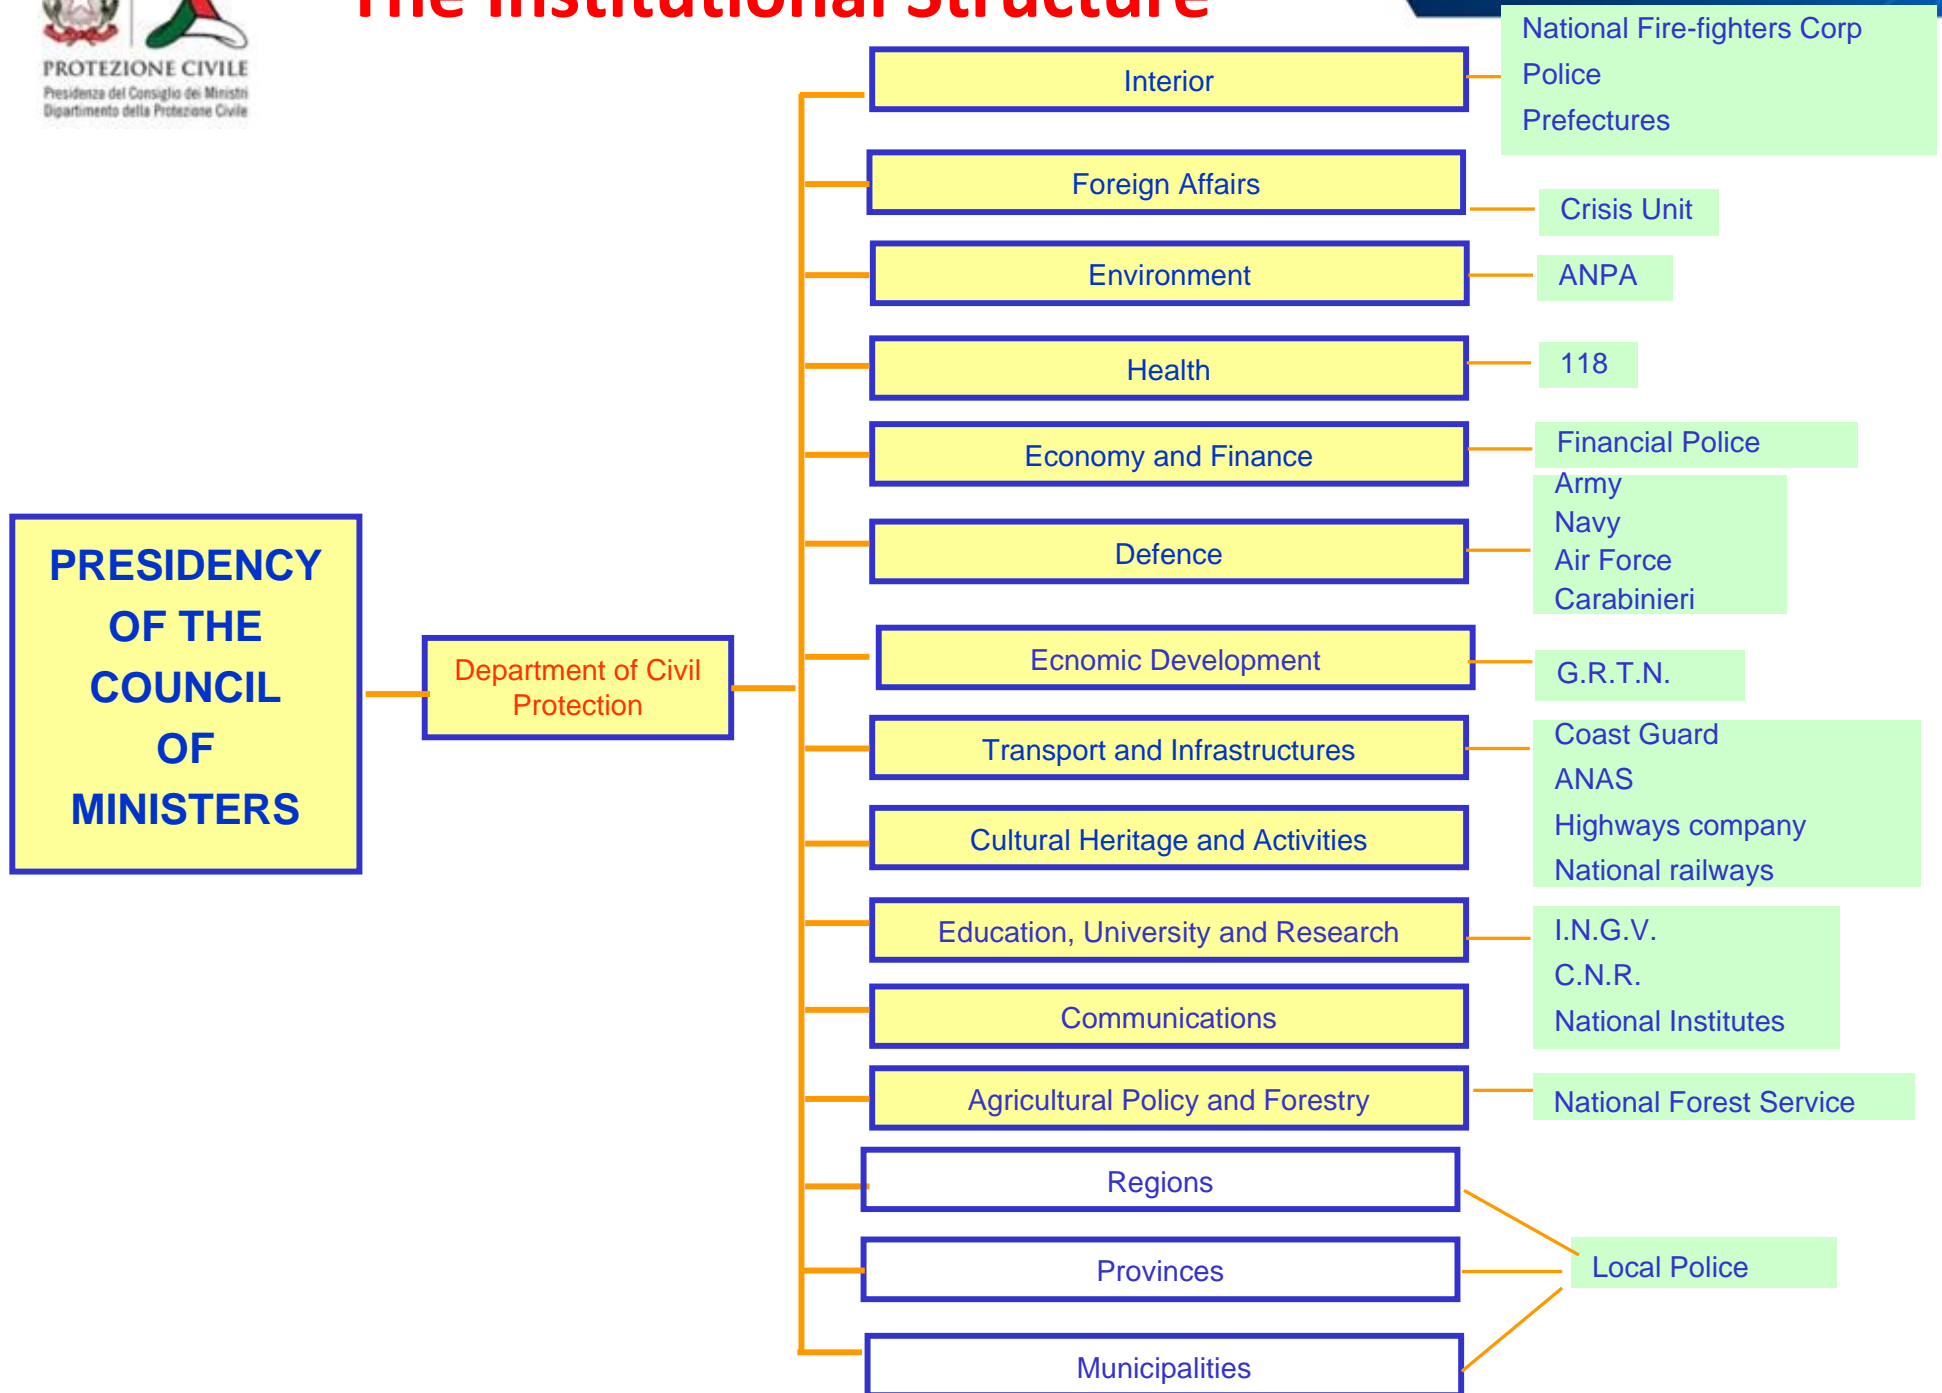 The Institutional Structure
PROTEZIONE CIVILE
Presidenza del Consiglio dei Ministri
Dipartimento della Protezione Civile
PRESIDENCY
OF THE
COUNCIL
OF
MINISTERS
Department of Civil
Protection
Interior
National Fire-fighters Corp
Police
Prefectures
Foreign Affairs
Crisis Unit
Environment
ANPA
Health
118
Economy and Finance
Financial Police
Defence
Army
Navy
Air Force
Carabinieri
Ecnomic Development
G.R.T.N.
Transport and Infrastructures
Coast Guard
ANAS
Highways company
National railways
Cultural Heritage and Activities
Education, University and Research
I.N.G.V.
C.N.R.
National Institutes
Communications
Agricultural Policy and Forestry
National Forest Service
Regions
Provinces
Municipalities
Local Police